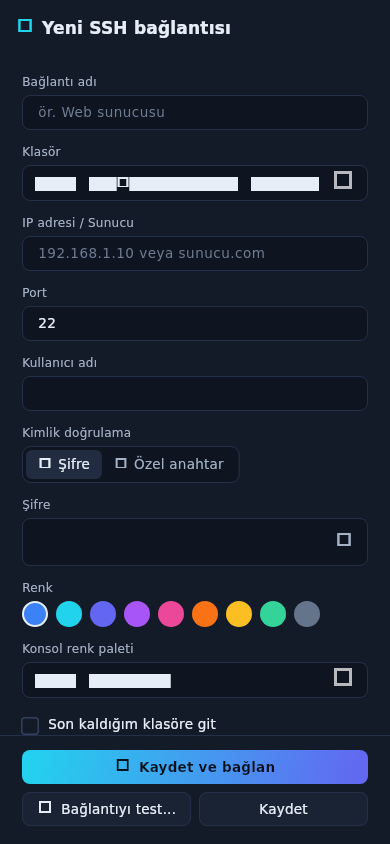 Yeni SSH bağlantısı
Bağlantı adı
ör. Web sunucusu
Klasör
IP adresi / Sunucu
192.168.1.10 veya sunucu.com
Port
22
Kullanıcı adı
Kimlik doğrulama
Şifre
Özel anahtar
Şifre
Renk
Konsol renk paleti
Son kaldığım klasöre git
Kaydet ve bağlan
Bağlantıyı test...
Kaydet